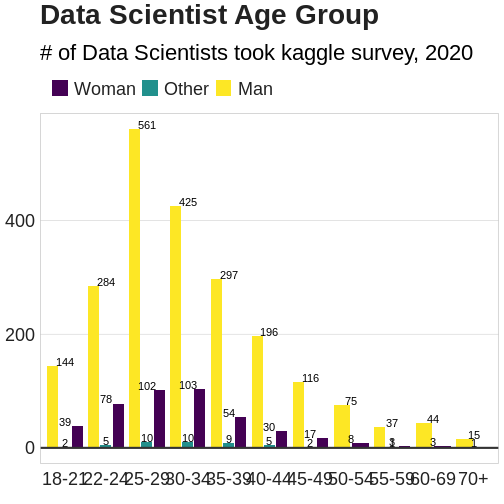 Data Scientist Age Group
# of Data Scientists took kaggle survey, 2020
Woman Other Man
561
425
400
284 297
200 196
144
116
102 103
78 75
54
39 30 37 44
17 15
2 5 10 10 9 5 2 8 3 3 1
0
18-21 22-24 25-29 30-34 35-39 40-44 45-49 50-54 55-59 60-69 70+